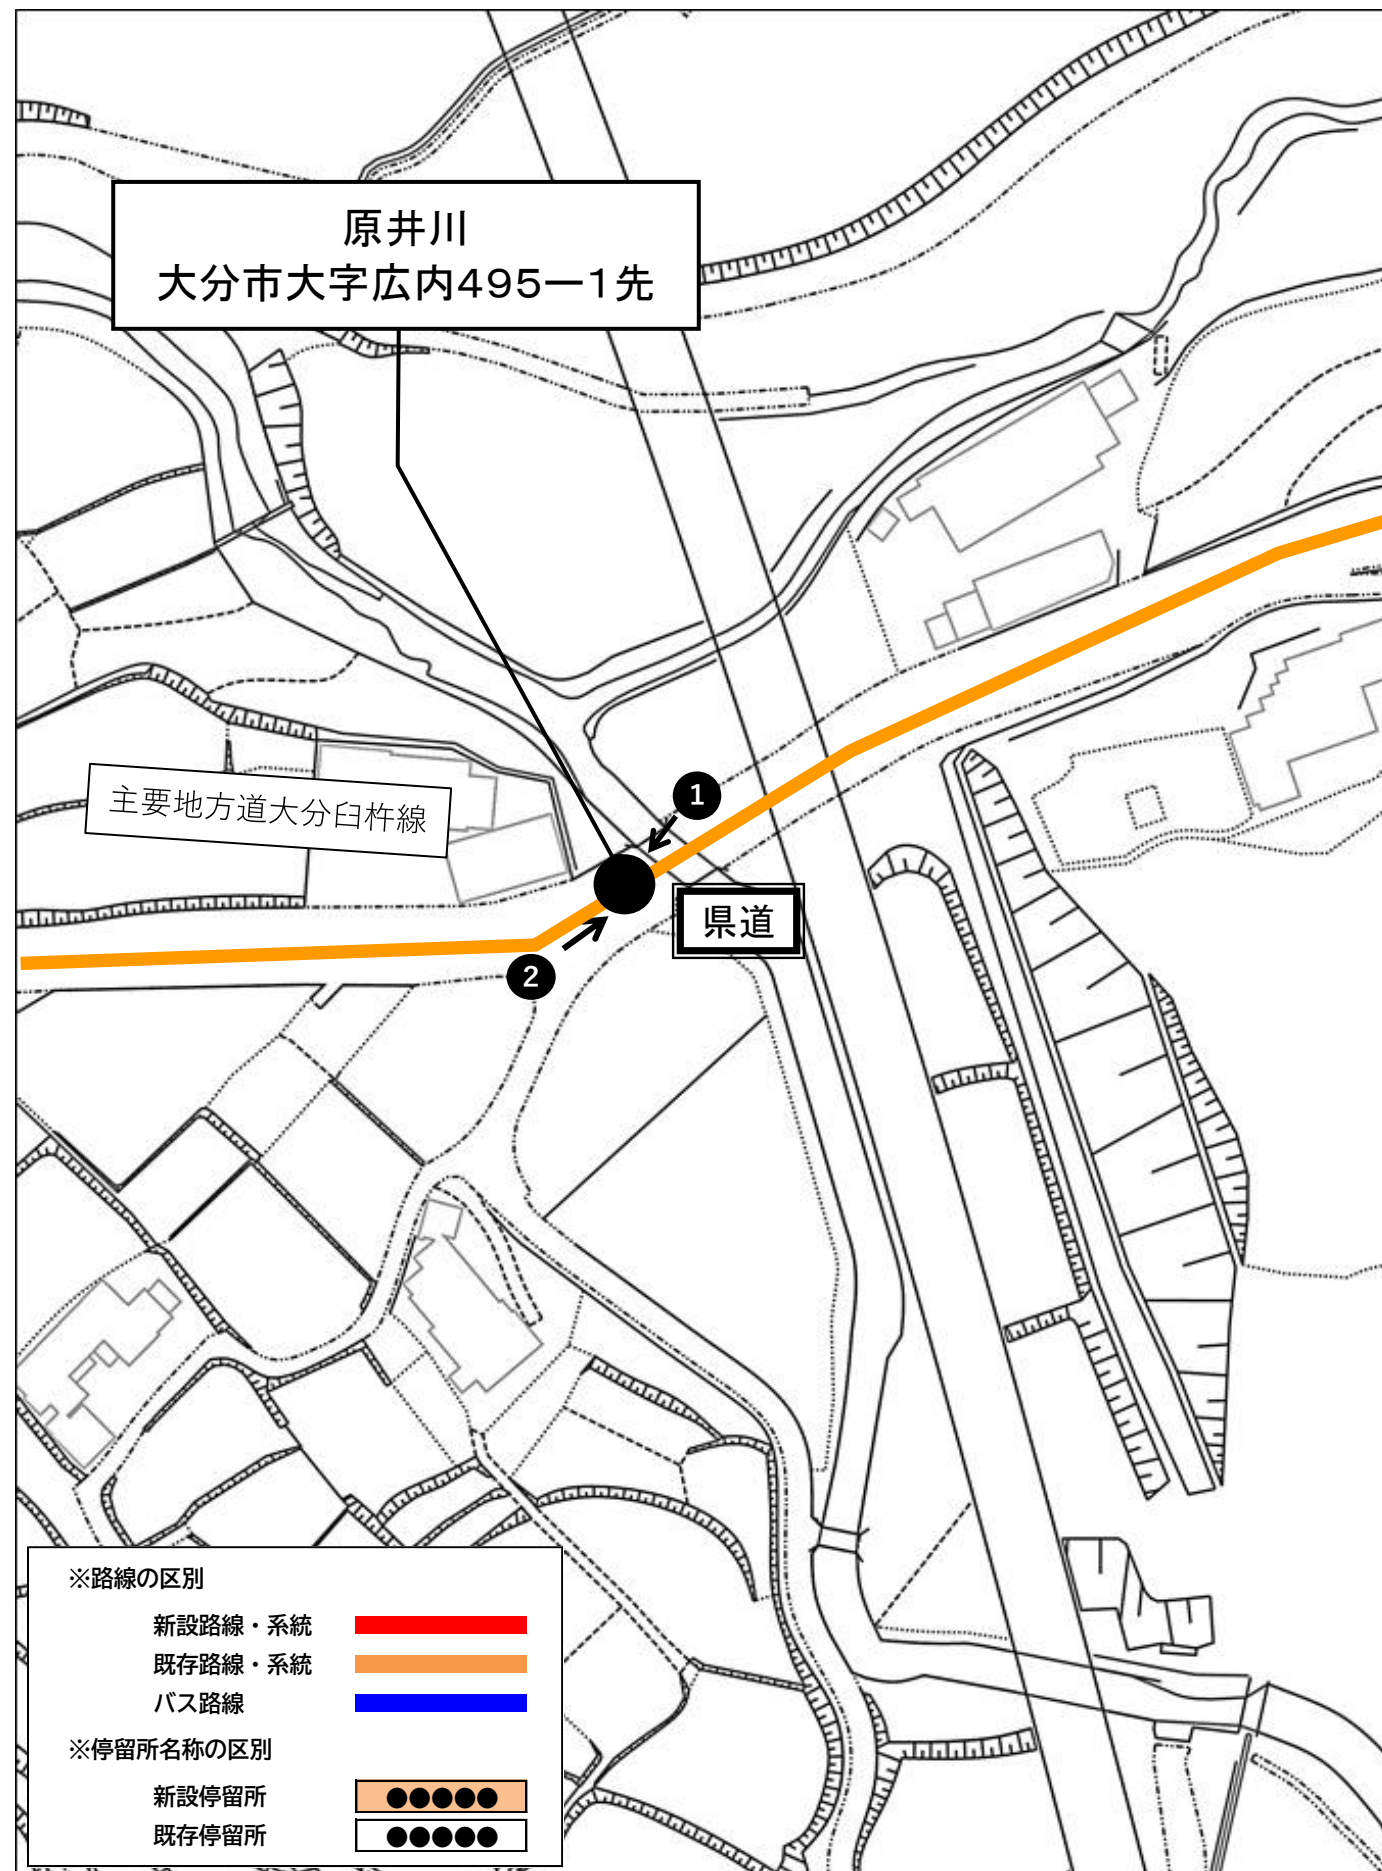 原井川
大分市大字広内495ー1先
主要地方道大分臼杵線
1
県道
2
※路線の区別
新設路線・系統
既存路線・系統
バス路線
※停留所名称の区別
新設停留所
●●●●●
既存停留所
●●●●●